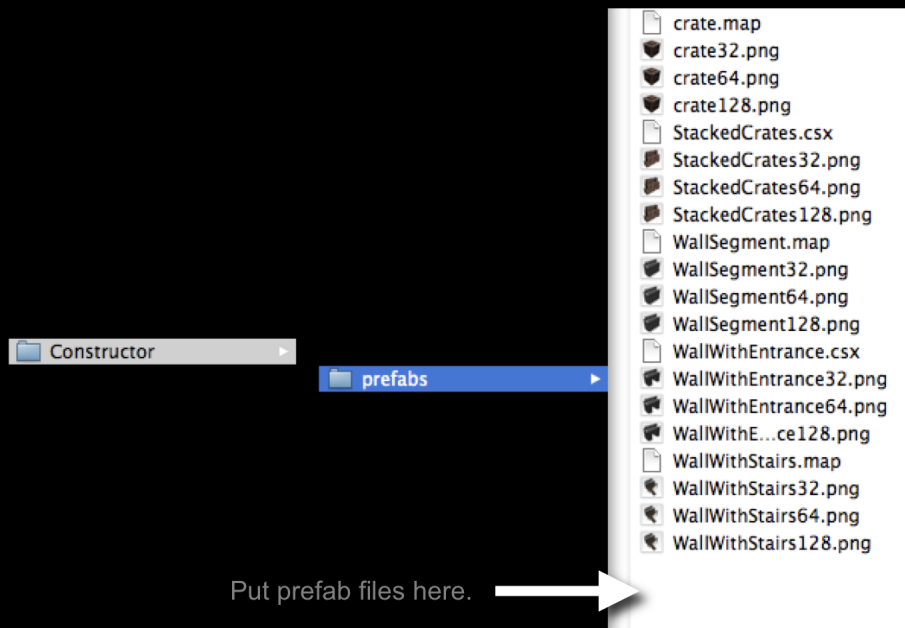 crate.map
crate32.png
crate64.png
crate128.png
StackedCrates.csx
StackedCrates32.png
StackedCrates64.png
StackedCrates128.png
WallSegment.map
WallSegment32.png
WallSegment64.png
WallSegment128.png
Constructor
WallWithEntrance.csx
prefabs
WallWithEntrance32.png
WallWithEntrance64.png
WallWithE...ce128.png
WallWithStairs.map
WallWithStairs32.png
WallWithStairs64.png
WallWithStairs128.png
Put prefab files here.